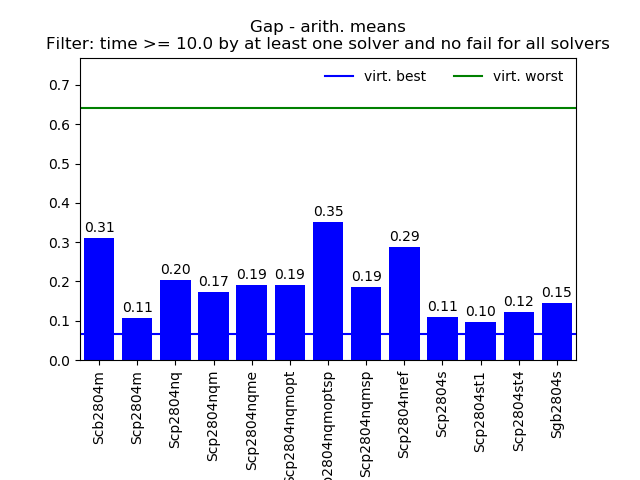 Gap - arith. means
Filter: time >= 10.0 by at least one solver and no fail for all solvers
virt. best
virt. worst
0.7
0.6
0.5
0.4
0.3
0.2
0.1
0.0
0.31
0.11
0.20
0.17
0.19
0.19
0.35
0.19
0.29
0.11
0.10
0.12
0.15
Scb2804m
Scp2804m
Scp2804nq
Scp2804nqm
Scp2804nqme
Scp2804nqmopt
p2804nqmoptsp
Scp2804nqmsp
Scp2804nref
Scp2804s
Scp2804st1
Scp2804st4
Sgb2804s